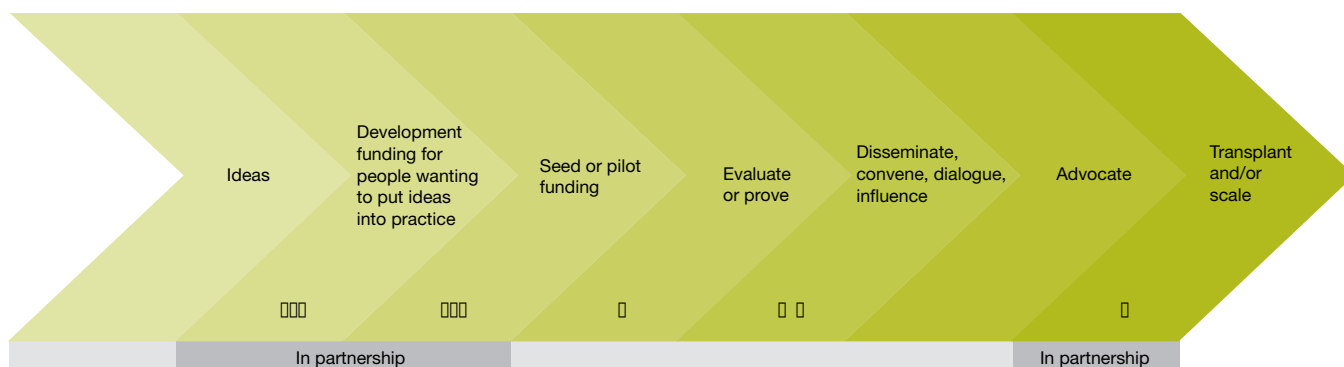 Ideas
Development
funding for
people wanting
to put ideas
into practice
Seed or pilot
funding
Evaluate
or prove
Disseminate,
convene, dialogue,
influence
Advocate
Transplant
and/or
scale
In partnership
In partnership